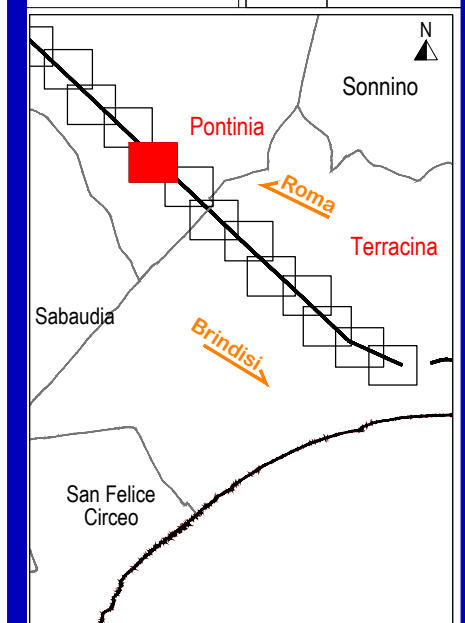 N
Sonnino
Pontinia
Roma
Terracina
Sabaudia
Brindisi
San Felice
Circeo